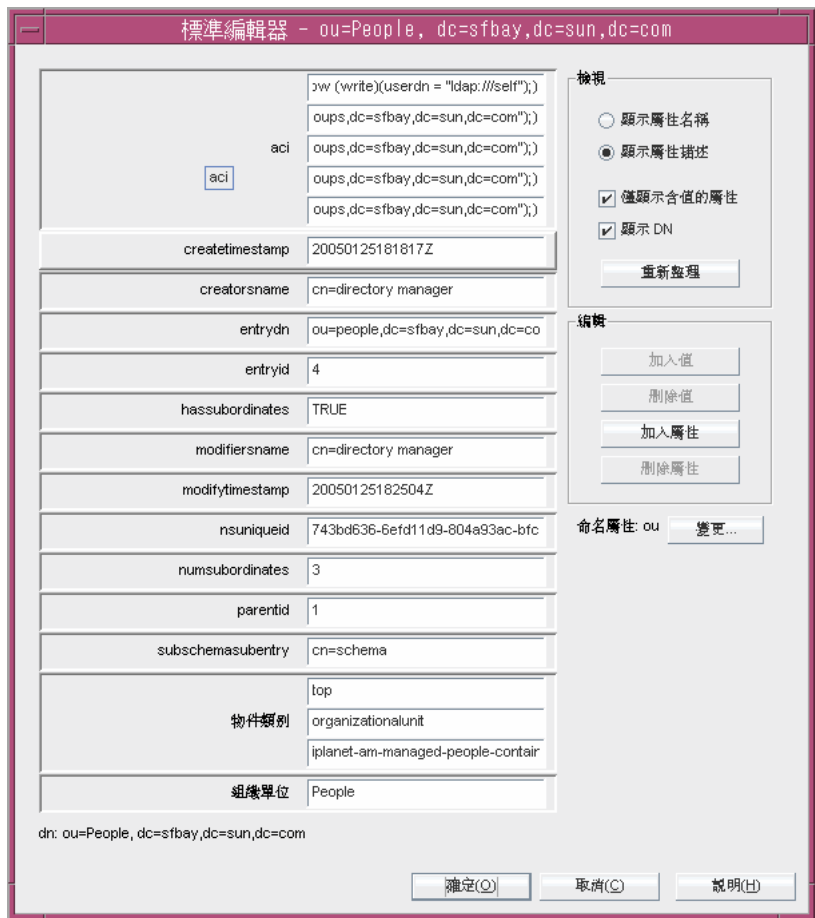 標準編輯器 - ou=People, dc=sfbay,dc=sun,dc=com
aci
aci
ow (write)(userdn = "ldap:///self");)
oups,dc=sfbay,dc=sun,dc=com");)
oups,dc=sfbay,dc=sun,dc=com");)
oups,dc=sfbay,dc=sun,dc=com");)
oups,dc=sfbay,dc=sun,dc=com");)
createtimestamp 20050125181817Z
creatorsname cn=directory manager
entrydn ou=people,dc=sfbay,dc=sun,dc=co
entryid 4
hassubordinates TRUE
modifiersname cn=directory manager
modifytimestamp 20050125182504Z
nsuniqueid 743bd636-6efd11d9-804a93ac-bfc
numsubordinates 3
parentid 1
subschemasubentry cn=schema
物件類別
top
organizationalunit
iplanet-am-managed-people-contain
組織單位 People
dn: ou=People, dc=sfbay,dc=sun,dc=com
檢視
顯示屬性名稱
顯示屬性描述
僅顯示含值的屬性
顯示 DN
重新整理
編輯
加入值
刪除值
加入屬性
刪除屬性
命名屬性: ou 變更...
確定(O) 取消(C) 說明(H)